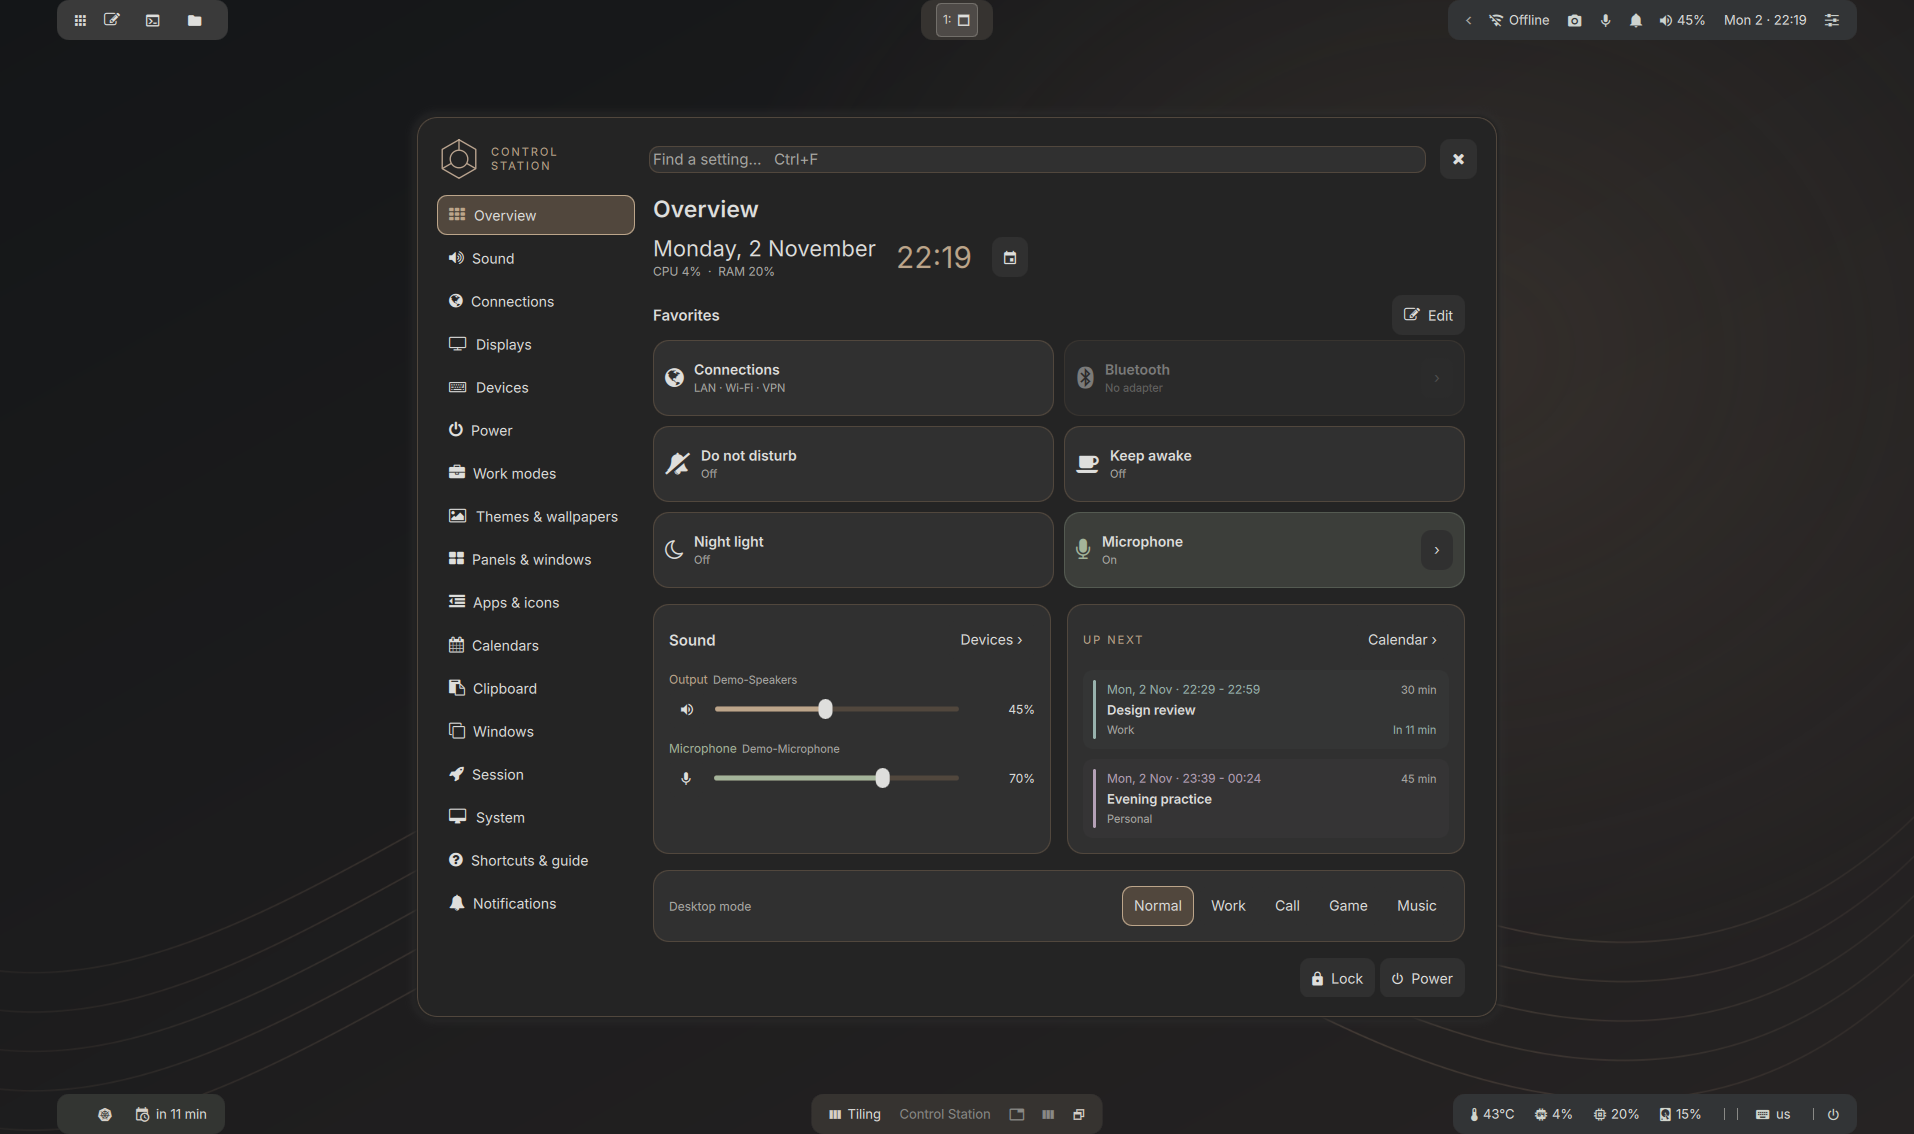 1:
Offline
45%
Mon 2 · 22:19
CONTROL
STATION
Find a setting... Ctrl+F
Overview
Sound
Connections
Displays
Devices
Power
Work modes
Themes & wallpapers
Panels & windows
Apps & icons
Calendars
Clipboard
Windows
Session
System
Shortcuts & guide
Notifications
Overview
Monday, 2 November
CPU 4% · RAM 20%
22:19
Favorites
Edit
Connections
LAN · Wi-Fi · VPN
Bluetooth
No adapter
Do not disturb
Off
Keep awake
Off
Night light
Off
Microphone
On
Sound
Devices ›
Output Demo-Speakers
45%
Microphone Demo-Microphone
70%
UP NEXT
Calendar ›
Mon, 2 Nov · 22:29 - 22:59
30 min
Design review
Work
In 11 min
Mon, 2 Nov · 23:39 - 00:24
45 min
Evening practice
Personal
Desktop mode
Normal
Work
Call
Game
Music
Lock
Power
in 11 min
Tiling
Control Station
43°C
4%
20%
15%
us